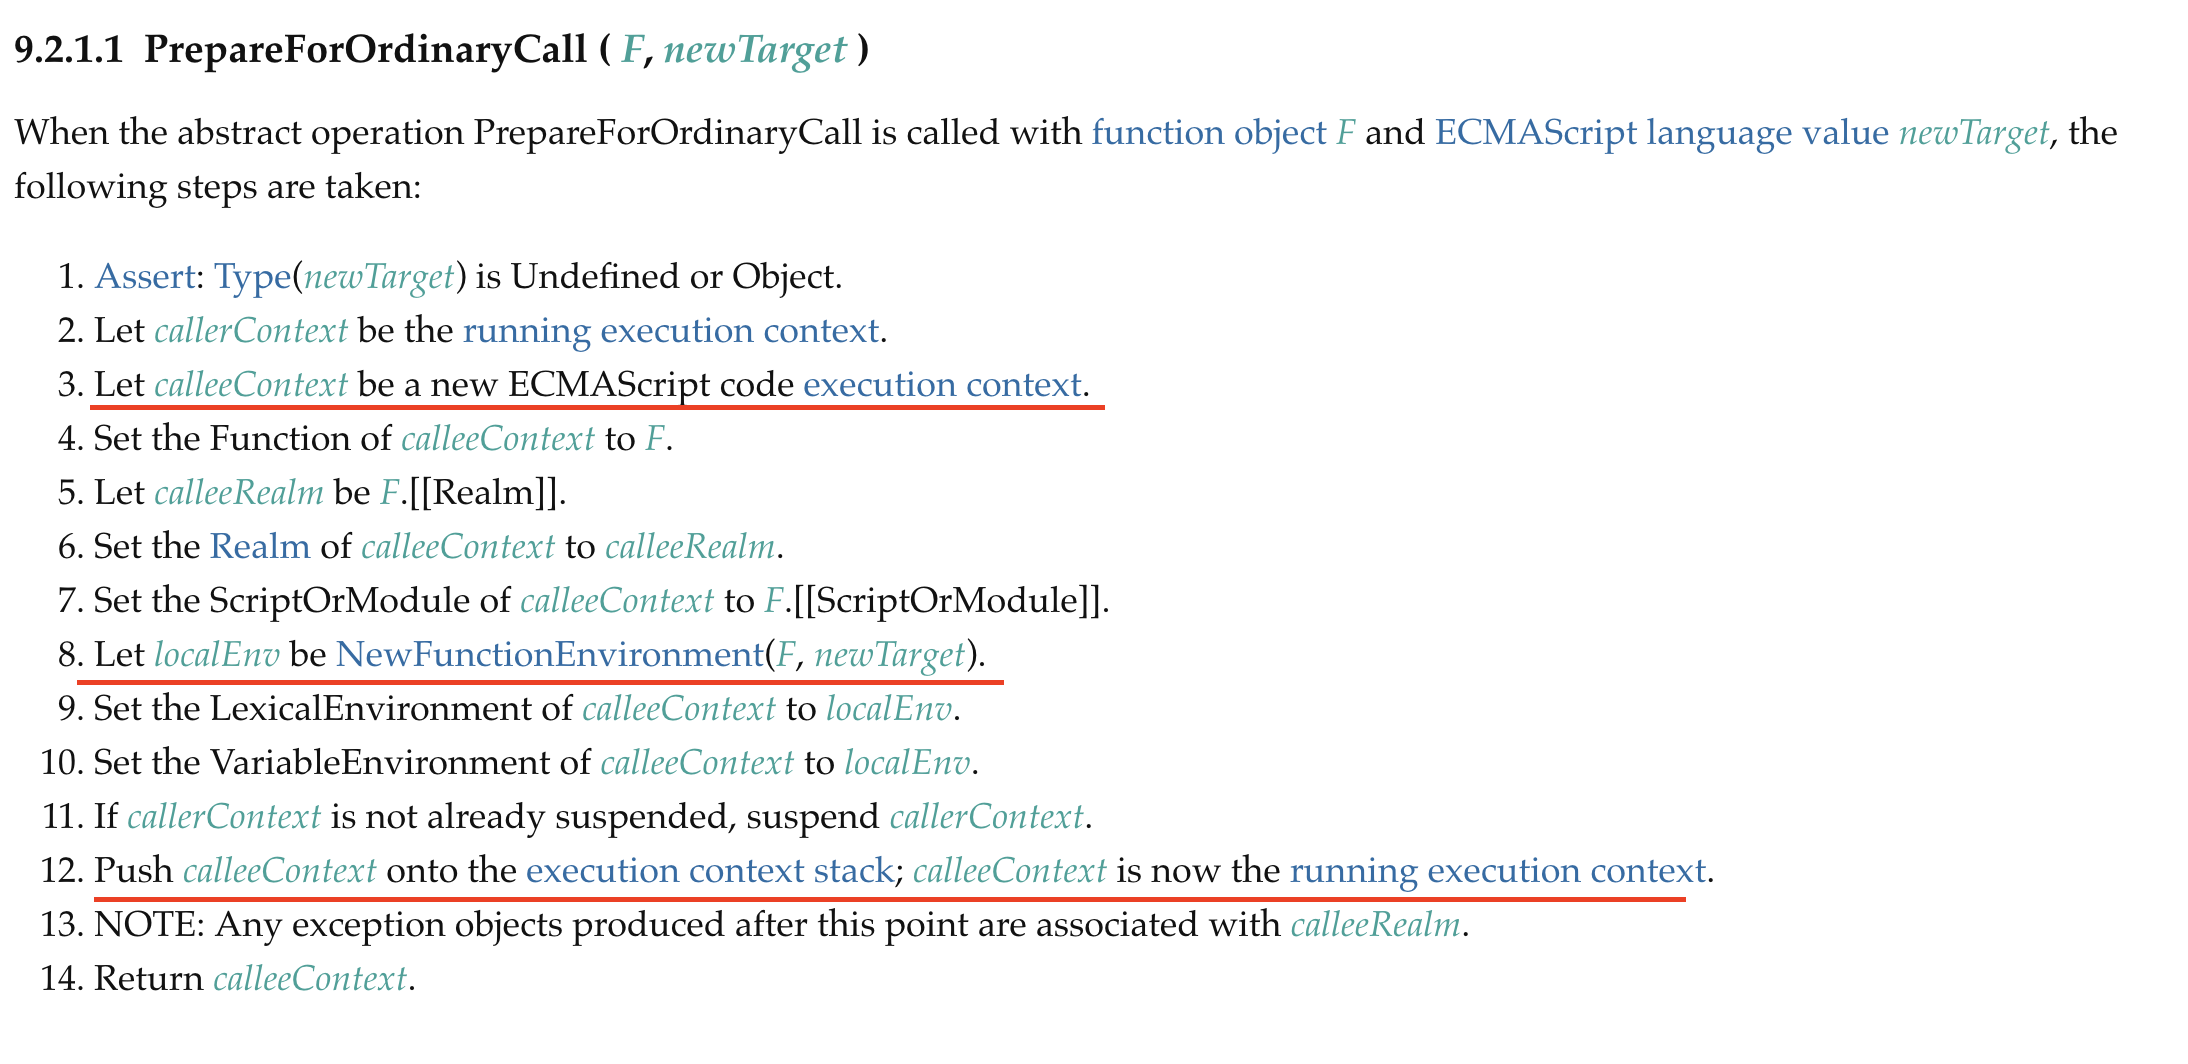 9.2.1.1 PrepareForOrdinaryCall ( F, newTarget )
When the abstract operation PrepareForOrdinaryCall is called with function object F and ECMAScript language value newTarget, the
following steps are taken:
1. Assert: Type(newTarget) is Undefined or Object.
2. Let callerContext be the running execution context.
3. Let calleeContext be a new ECMAScript code execution context.
4. Set the Function of calleeContext to F.
5. Let calleeRealm be F.[[Realm]].
6. Set the Realm of calleeContext to calleeRealm.
7. Set the ScriptOrModule of calleeContext to F.[[ScriptOrModule]].
8. Let localEnv be NewFunctionEnvironment(F, newTarget).
9. Set the LexicalEnvironment of calleeContext to localEnv.
10. Set the VariableEnvironment of calleeContext to localEnv.
11. If callerContext is not already suspended, suspend callerContext.
12. Push calleeContext onto the execution context stack; calleeContext is now the running execution context.
13. NOTE: Any exception objects produced after this point are associated with calleeRealm.
14. Return calleeContext.